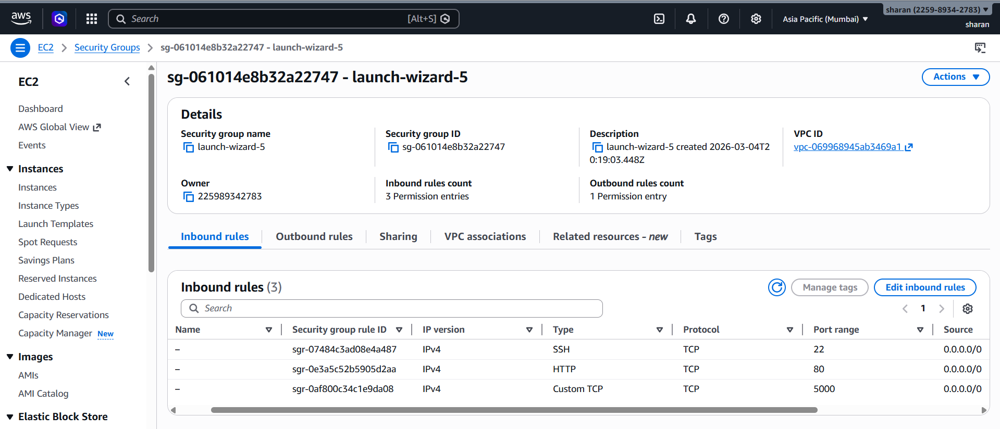 aws
Search
[Alt+S]
Asia Pacific (Mumbai)
sharan (2259-8934-2783)
sharan
EC2
Security Groups
sg-061014e8b32a22747 - launch-wizard-5
EC2
Dashboard
AWS Global View
Events
Instances
Instances
Instance Types
Launch Templates
Spot Requests
Savings Plans
Reserved Instances
Dedicated Hosts
Capacity Reservations
Capacity Manager New
Images
AMIs
AMI Catalog
Elastic Block Store
sg-061014e8b32a22747 - launch-wizard-5
Actions
Details
Security group name
launch-wizard-5
Security group ID
sg-061014e8b32a22747
Description
launch-wizard-5 created 2026-03-04T2
0:19:03.448Z
VPC ID
vpc-069968945ab3469a1
Owner
225989342783
Inbound rules count
3 Permission entries
Outbound rules count
1 Permission entry
Inbound rules
Outbound rules
Sharing
VPC associations
Related resources - new
Tags
Inbound rules (3)
Manage tags
Edit inbound rules
Search
1
Name Security group rule ID IP version Type Protocol Port range Source
– sgr-07484c3ad08e4a487 IPv4 SSH TCP 22 0.0.0.0/0
– sgr-0e3a5c52b5905d2aa IPv4 HTTP TCP 80 0.0.0.0/0
– sgr-0af800c34c1e9da08 IPv4 Custom TCP TCP 5000 0.0.0.0/0